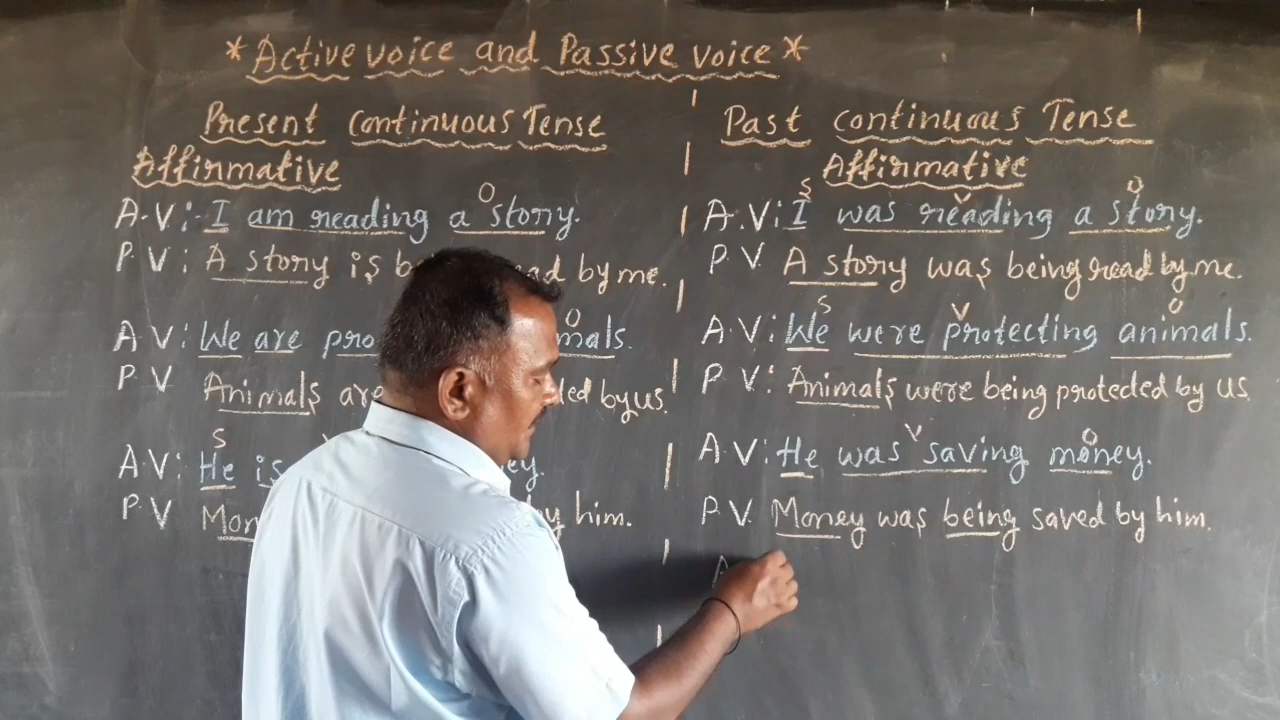 * Active voice and Passive voice *
Present Continuous Tense
Affirmative
O
A.V: I am reading a story.
P V: A story is by me.
O
A V: We are
P V Animals are by us.
S
A.V: He is
P V by him.
Past continuous Tense
Affirmative
S V O
A.V: I was reading a story.
P V. A story was being read by me.
S V O
A.V: We were protecting animals.
P V: Animals were being protected by us.
V O
A.V: He was saving money.
P V. Money was being saved by him.
A